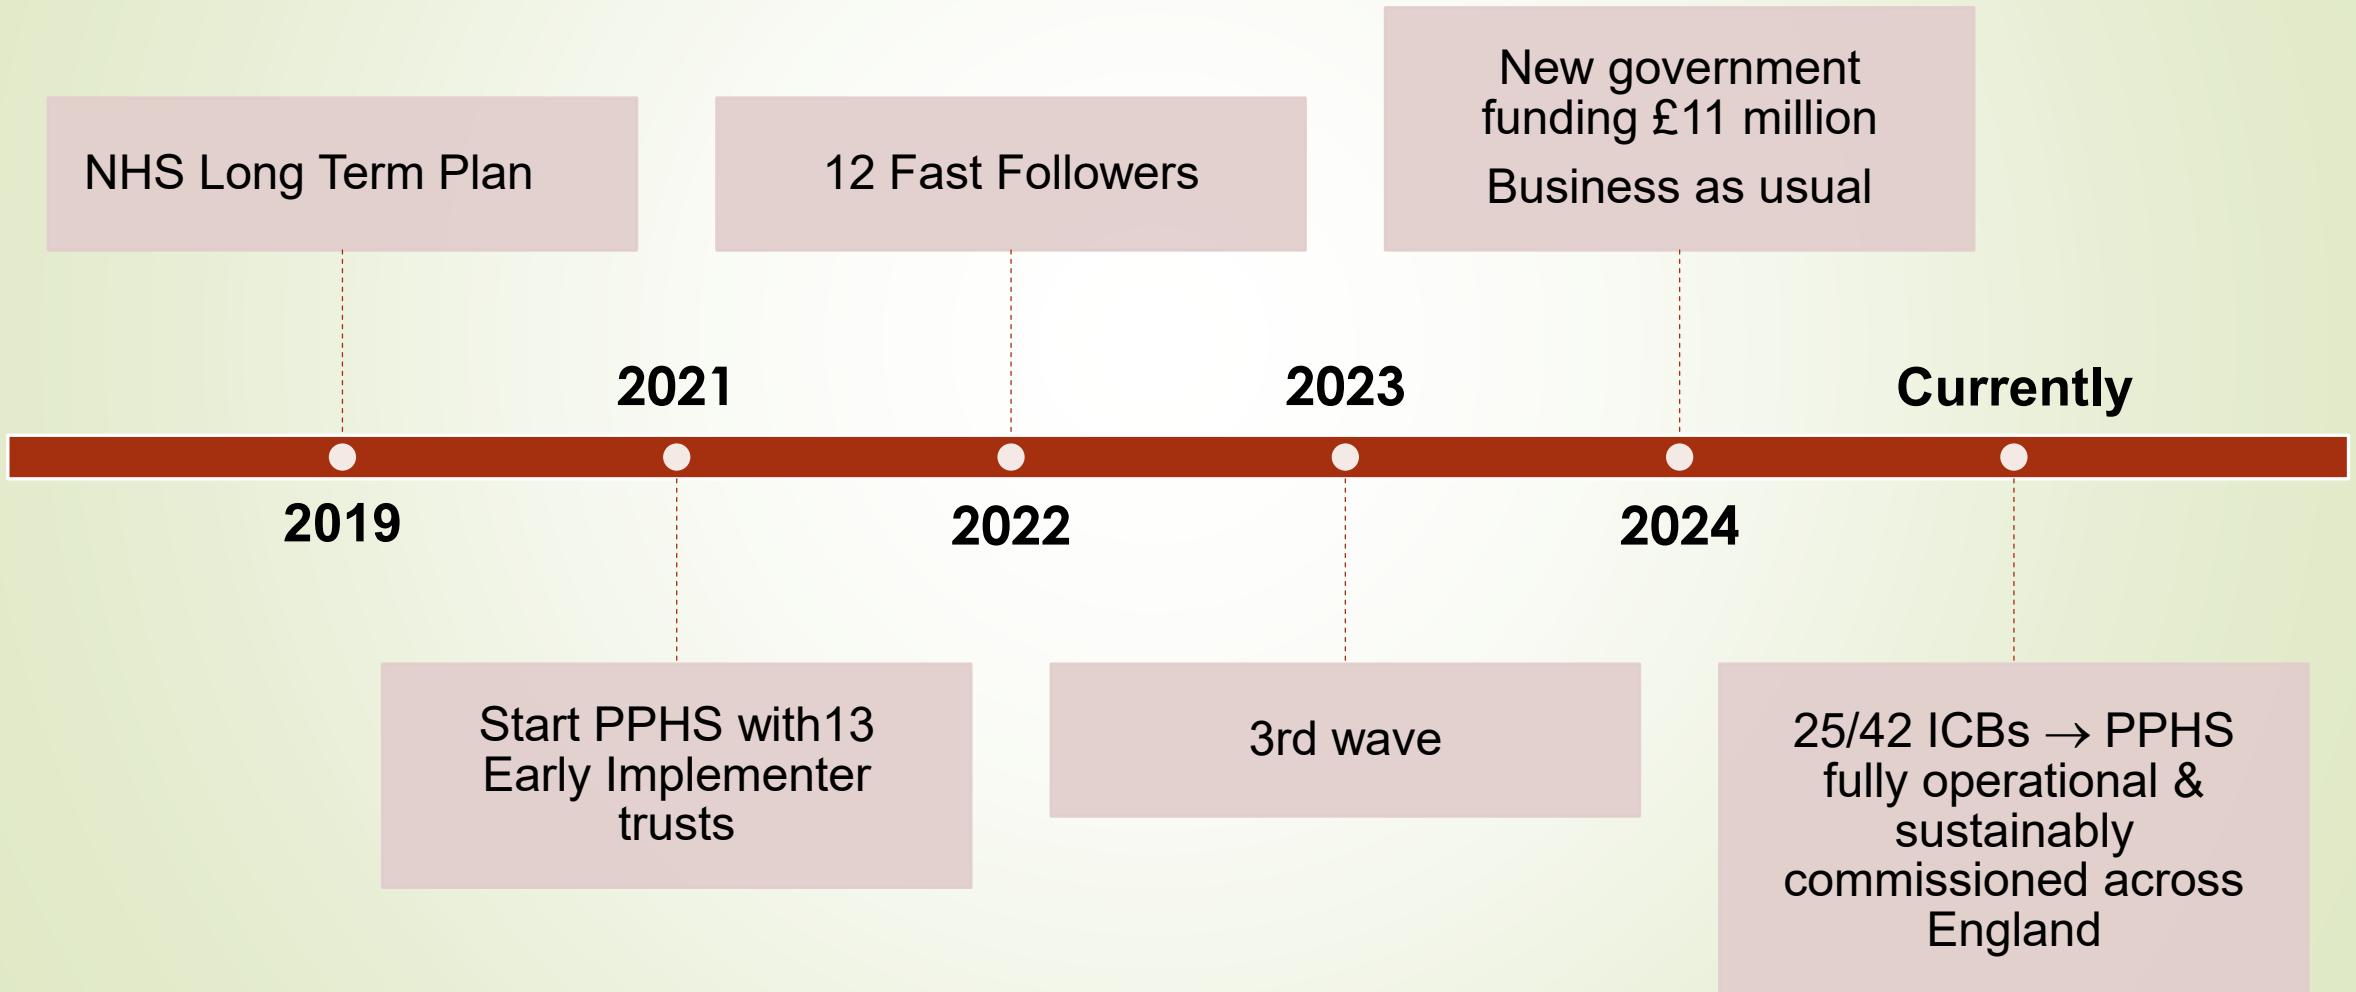 NHS Long Term Plan
12 Fast Followers
New government
funding £11 million
Business as usual
2021
2023
Currently
2019
2022
2024
Start PPHS with13
Early Implementer
trusts
3rd wave
25/42 ICBs → PPHS
fully operational &
sustainably
commissioned across
England